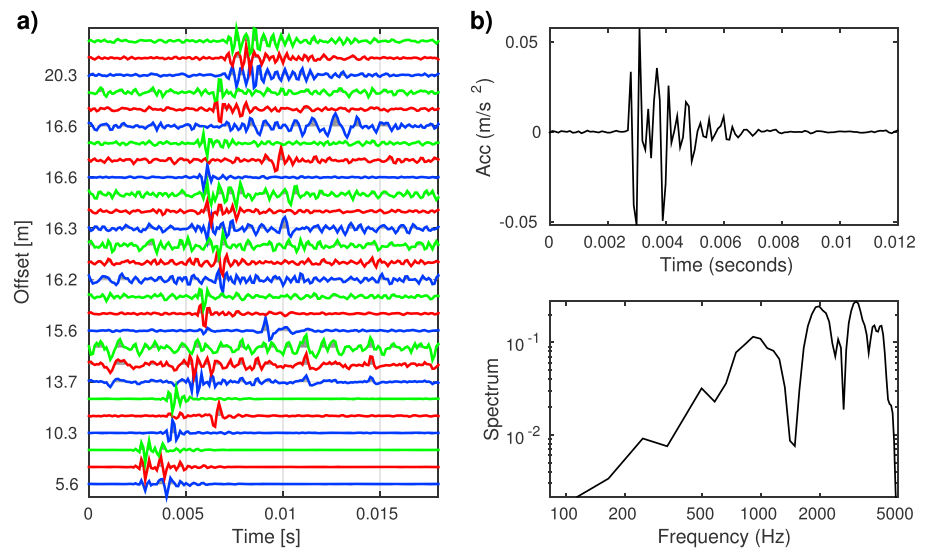 a)
20.3
16.6
16.6
16.3
16.2
15.6
13.7
10.3
5.6
Offset [m]
0 0.005 0.01 0.015
Time [s]
b)
0.05
0
-0.05
Acc (m/s ²)
0 0.002 0.004 0.006 0.008 0.01 0.012
Time (seconds)
10⁻¹
10⁻²
Spectrum
100 200 500 1000 2000 5000
Frequency (Hz)